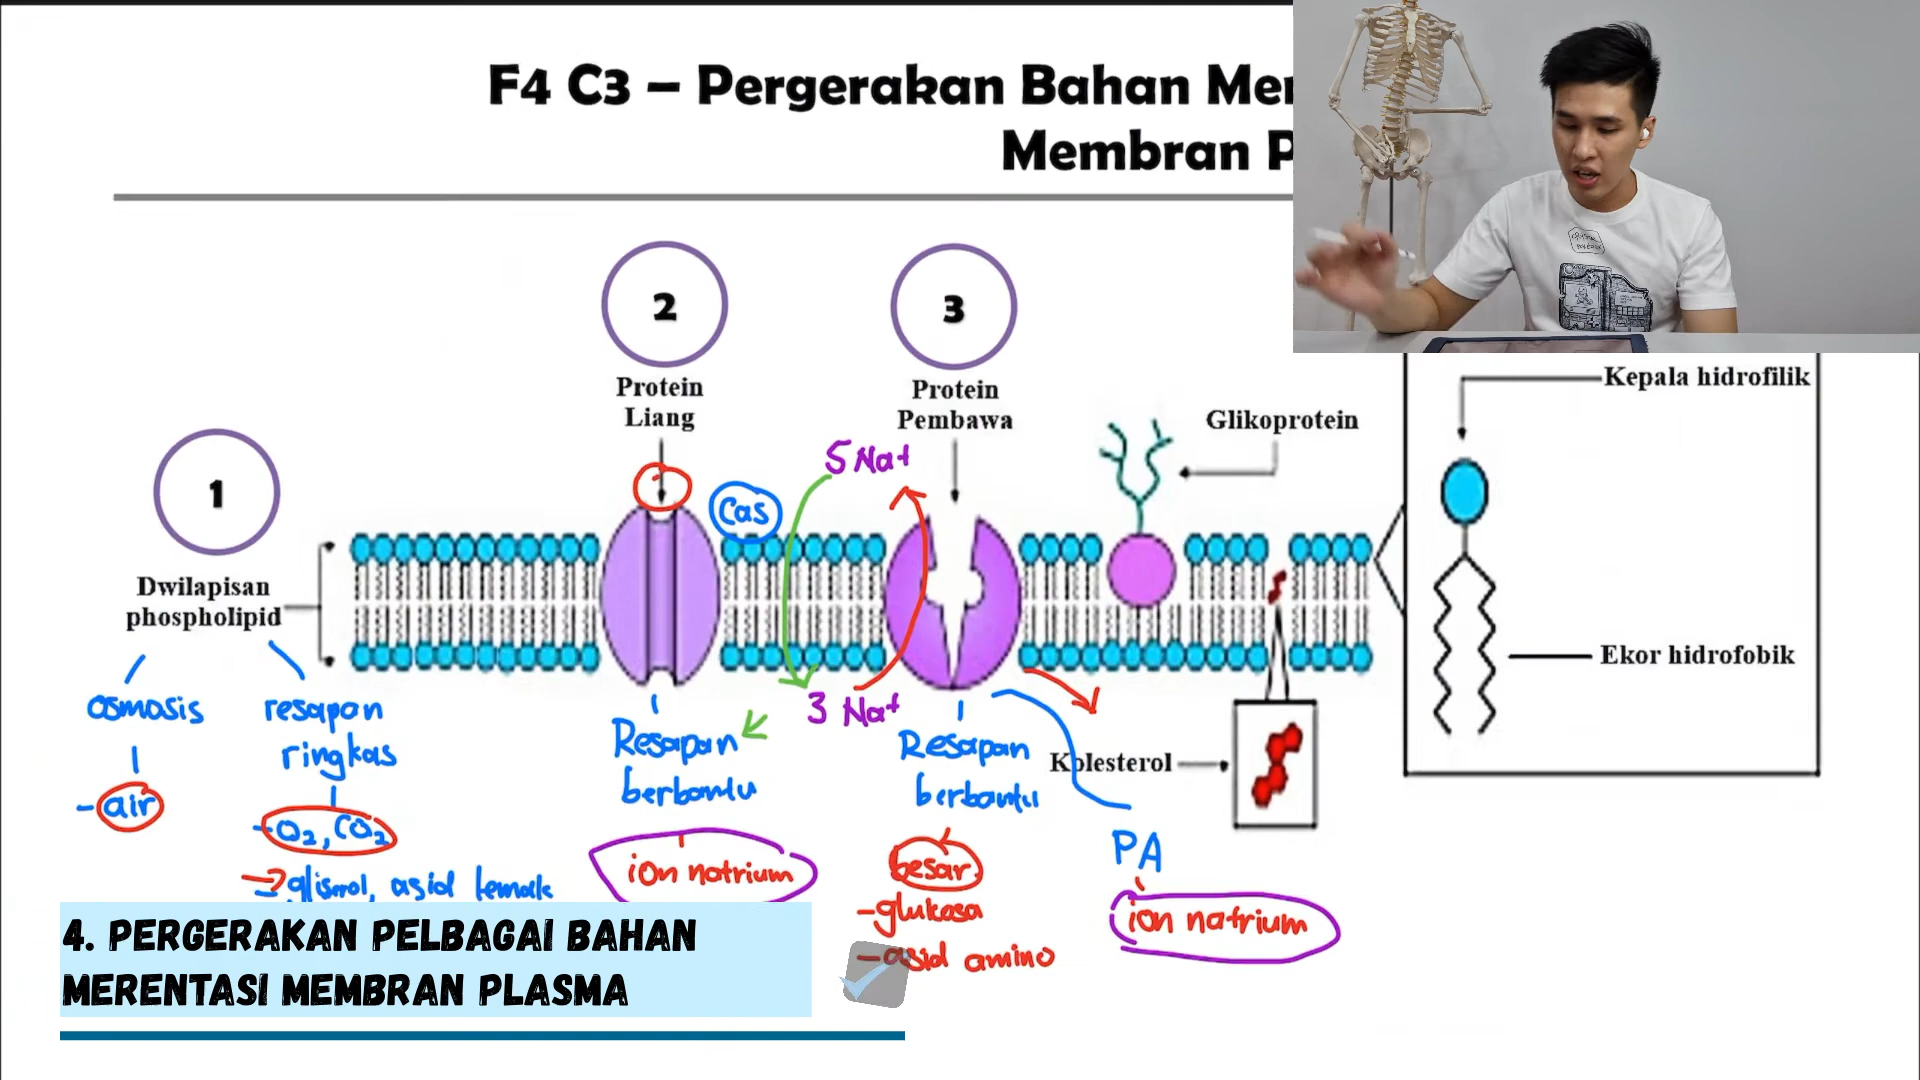 F4 C3 – Pergerakan Bahan Mer
Membran P
2
3
1
Protein
Liang
Protein
Pembawa
Glikoprotein
Kepala hidrofilik
5 Na+
Cas
Dwilapisan
phospholipid
Ekor hidrofobik
3 Na+
osmosis
resapan
ringkas
Resapan
berbantu
Resapan
berbantu
Kolesterol
- air
- O2, CO2
→ gliserol, asid lemak
ion natrium
besar
- glukosa
- asid amino
PA
ion natrium
4. PERGERAKAN PELBAGAI BAHAN
MERENTASI MEMBRAN PLASMA